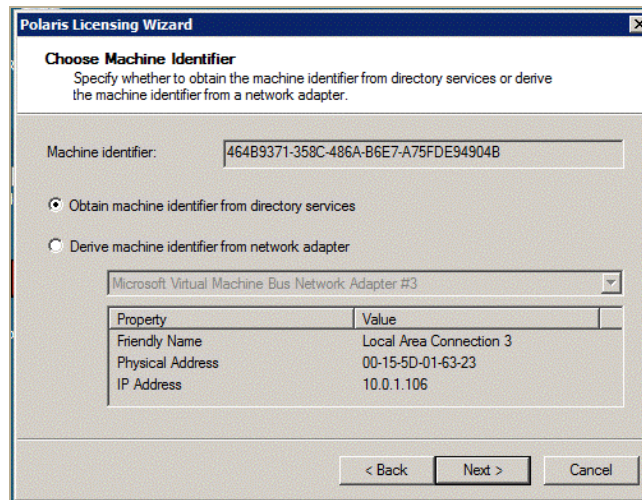 Polaris Licensing Wizard
Choose Machine Identifier
Specify whether to obtain the machine identifier from directory services or derive
the machine identifier from a network adapter.
Machine identifier: 464B9371-358C-486A-B6E7-A75FDE94904B
Obtain machine identifier from directory services
Derive machine identifier from network adapter
Microsoft Virtual Machine Bus Network Adapter #3
Property Value
Friendly Name Local Area Connection 3
Physical Address 00-15-5D-01-63-23
IP Address 10.0.1.106
< Back Next > Cancel